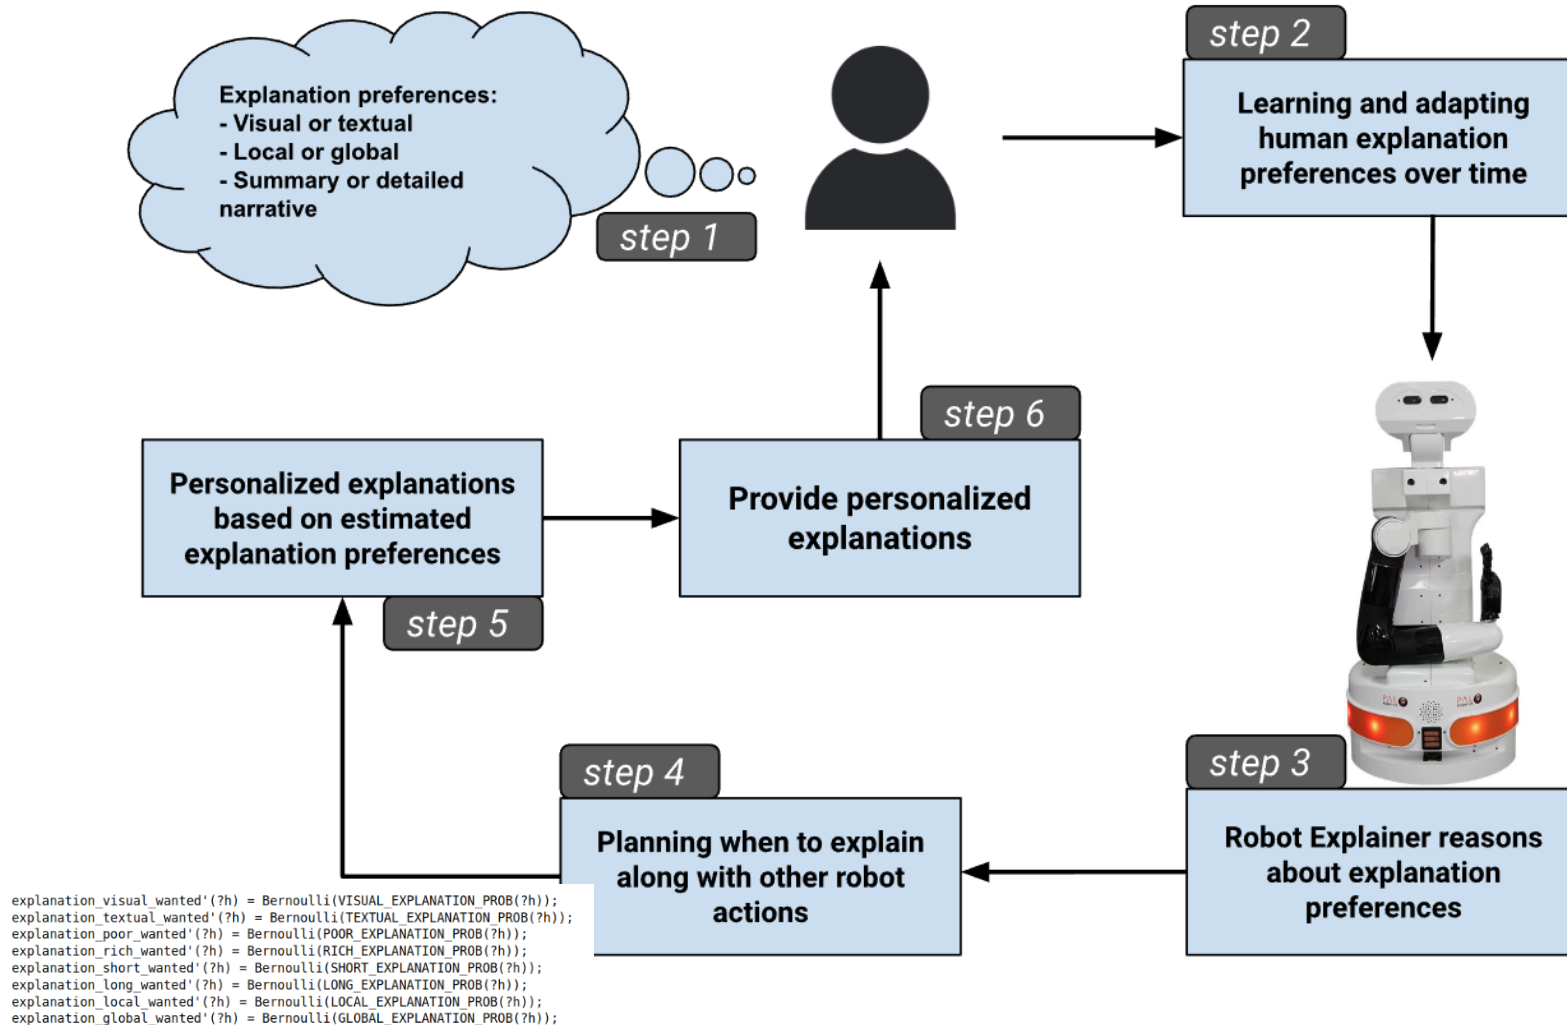 Explanation preferences:
- Visual or textual
- Local or global
- Summary or detailed
narrative
step 1
step 2
Learning and adapting
human explanation
preferences over time
step 3
Robot Explainer reasons
about explanation
preferences
step 4
Planning when to explain
along with other robot
actions
step 5
Personalized explanations
based on estimated
explanation preferences
step 6
Provide personalized
explanations
PAL
PAL
explanation_visual_wanted'(?h) = Bernoulli(VISUAL_EXPLANATION_PROB(?h));
explanation_textual_wanted'(?h) = Bernoulli(TEXTUAL_EXPLANATION_PROB(?h));
explanation_poor_wanted'(?h) = Bernoulli(POOR_EXPLANATION_PROB(?h));
explanation_rich_wanted'(?h) = Bernoulli(RICH_EXPLANATION_PROB(?h));
explanation_short_wanted'(?h) = Bernoulli(SHORT_EXPLANATION_PROB(?h));
explanation_long_wanted'(?h) = Bernoulli(LONG_EXPLANATION_PROB(?h));
explanation_local_wanted'(?h) = Bernoulli(LOCAL_EXPLANATION_PROB(?h));
explanation_global_wanted'(?h) = Bernoulli(GLOBAL_EXPLANATION_PROB(?h));